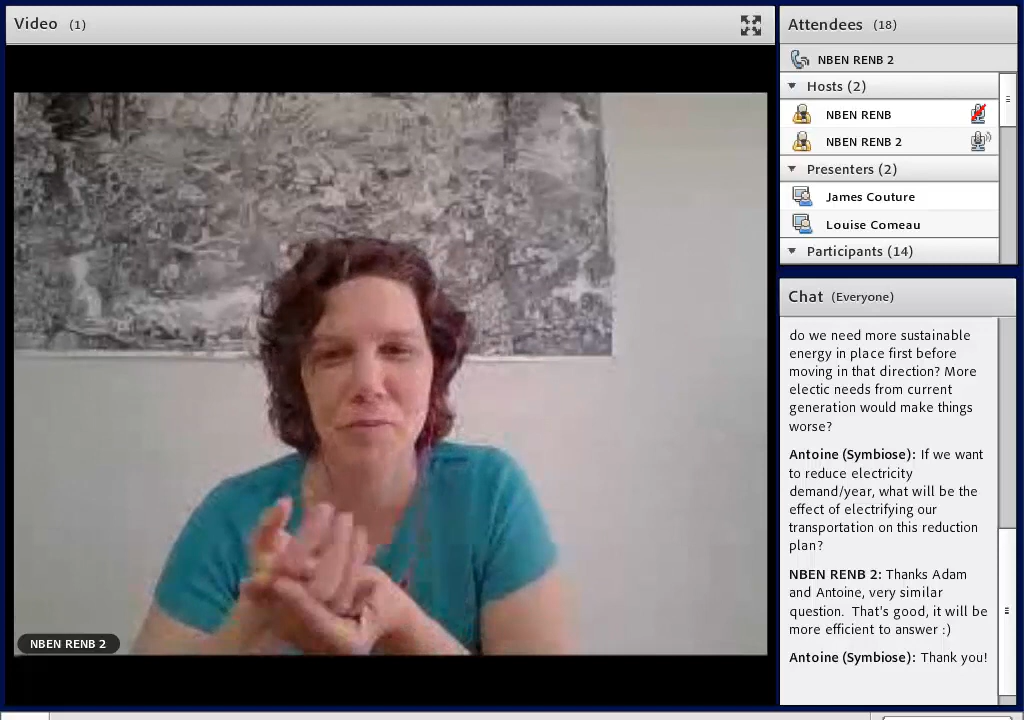 Video (1)
Attendees (18)
NBEN RENB 2
Hosts (2)
NBEN RENB
NBEN RENB 2
Presenters (2)
James Couture
Louise Comeau
Participants (14)
Chat (Everyone)
do we need more sustainable
energy in place first before
moving in that direction? More
electic needs from current
generation would make things
worse?
Antoine (Symbiose): If we want
to reduce electricity
demand/year, what will be the
effect of electrifying our
transportation on this reduction
plan?
NBEN RENB 2: Thanks Adam
and Antoine, very similar
question. That's good, it will be
more efficient to answer :)
Antoine (Symbiose): Thank you!
NBEN RENB 2